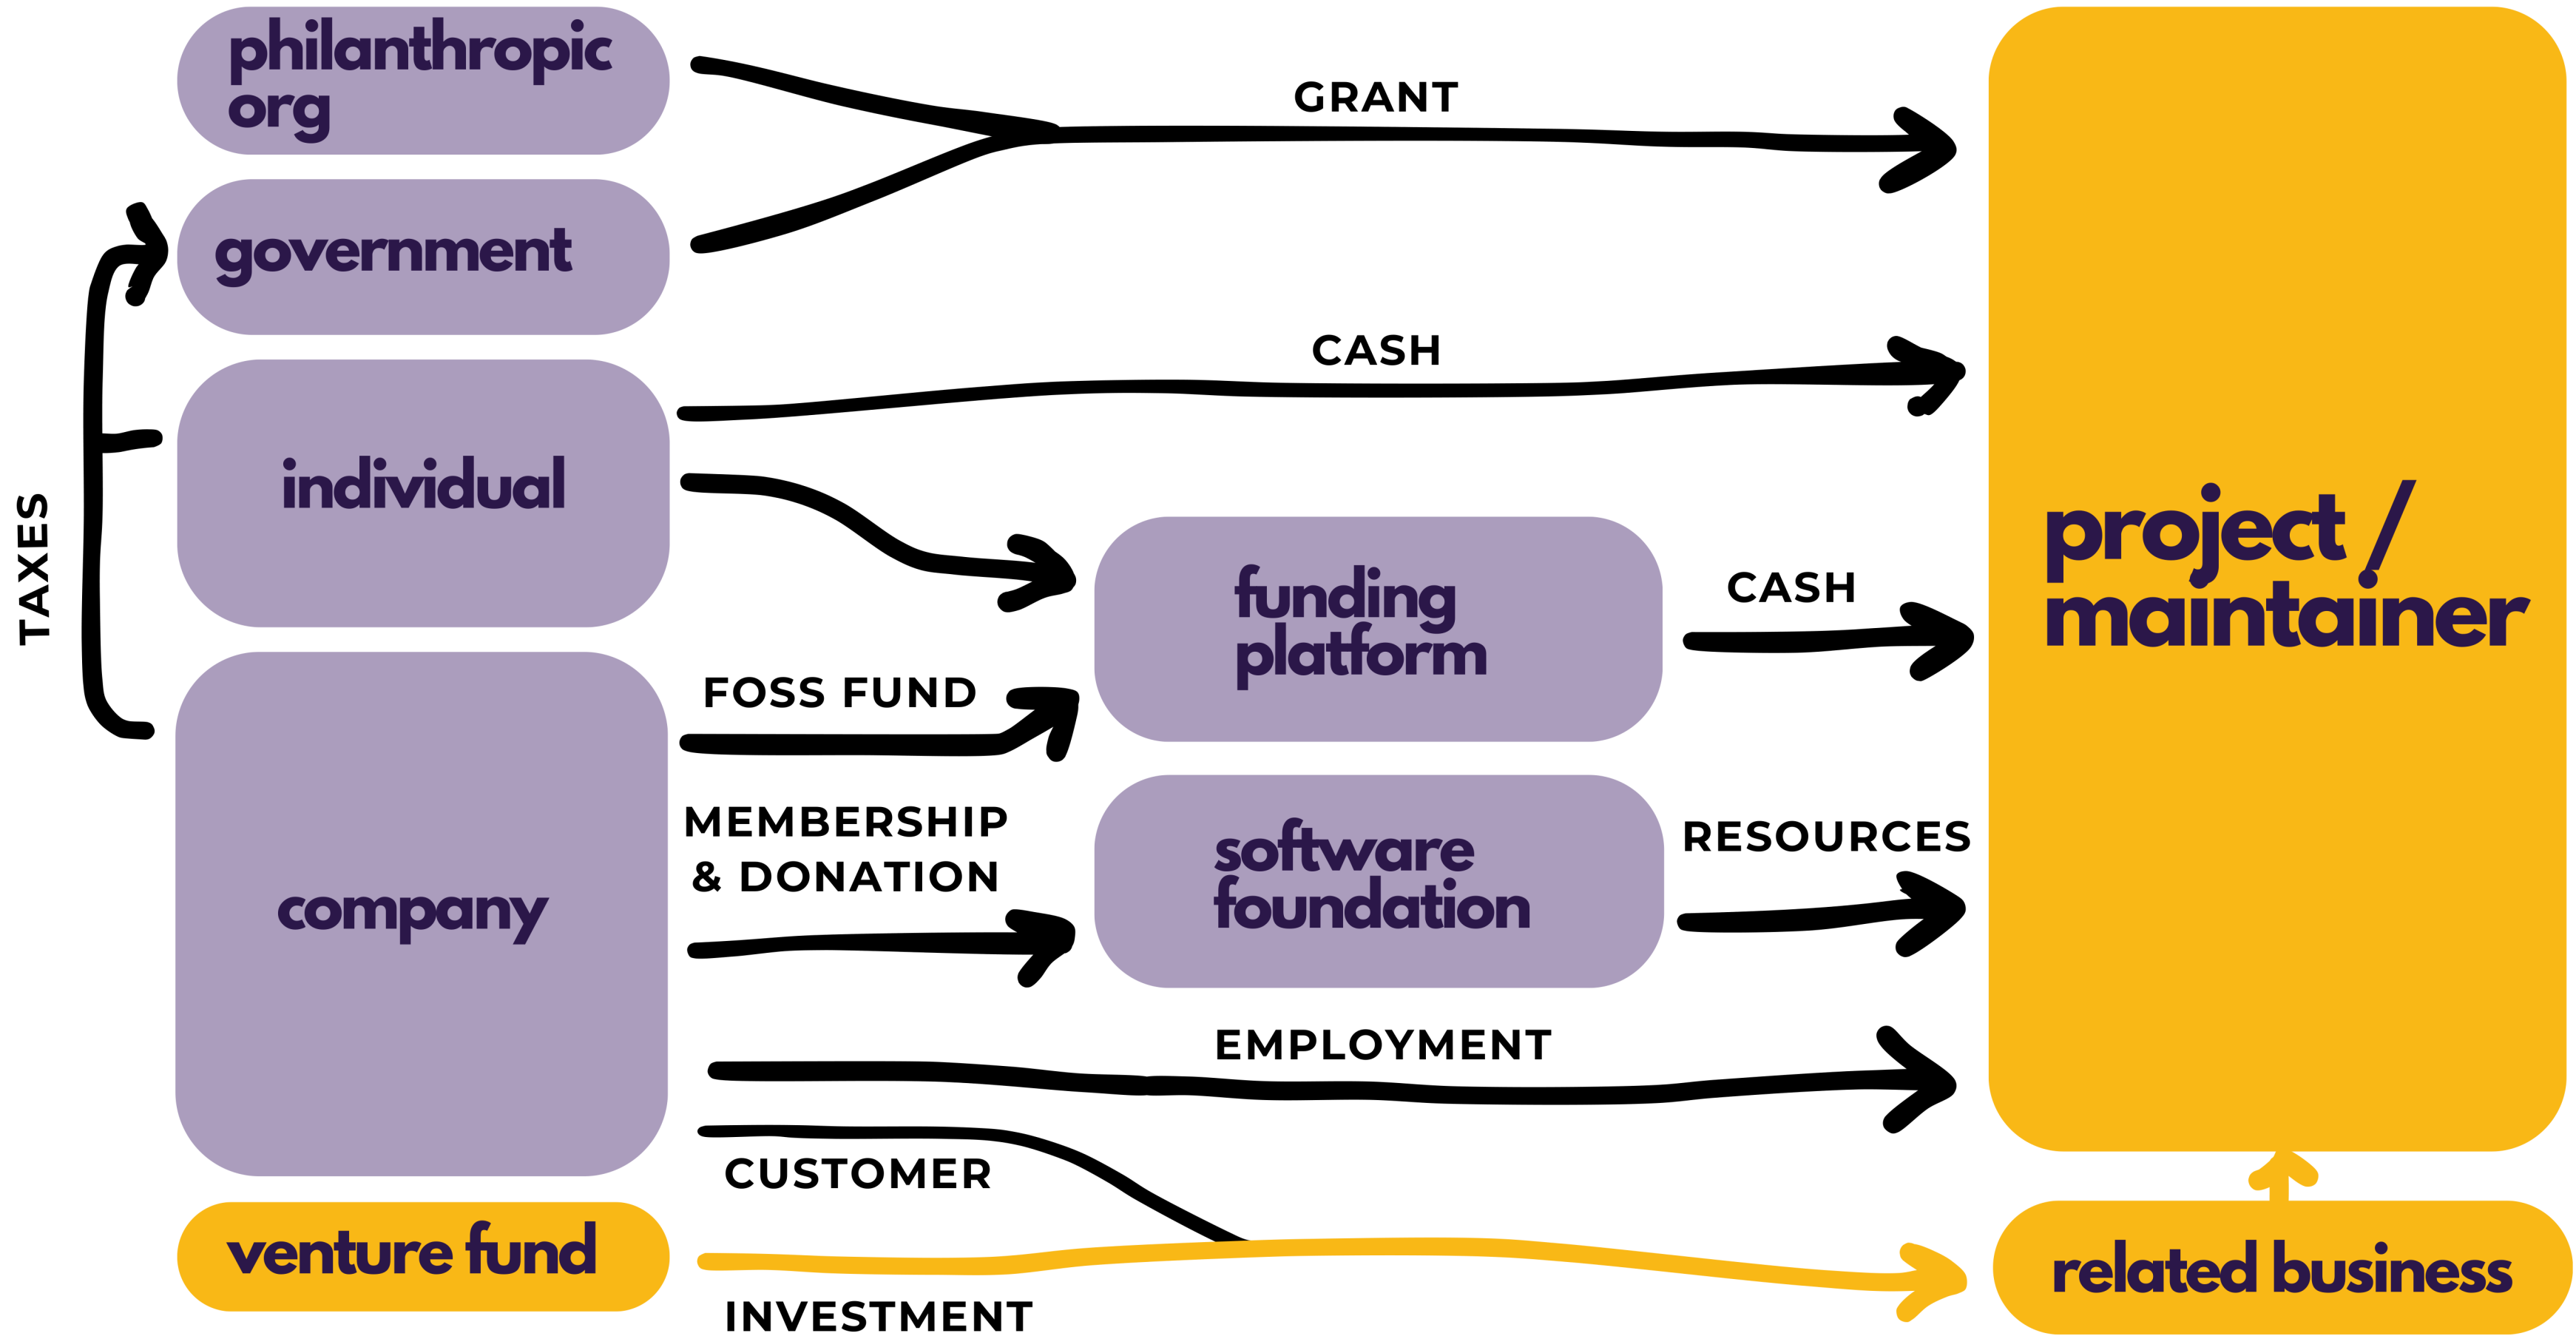 philanthropic
org
GRANT
government
CASH
individual
TAXES
project /
maintainer
funding
platform
CASH
FOSS FUND
MEMBERSHIP
& DONATION
software
foundation
RESOURCES
company
EMPLOYMENT
CUSTOMER
venture fund
INVESTMENT
related business